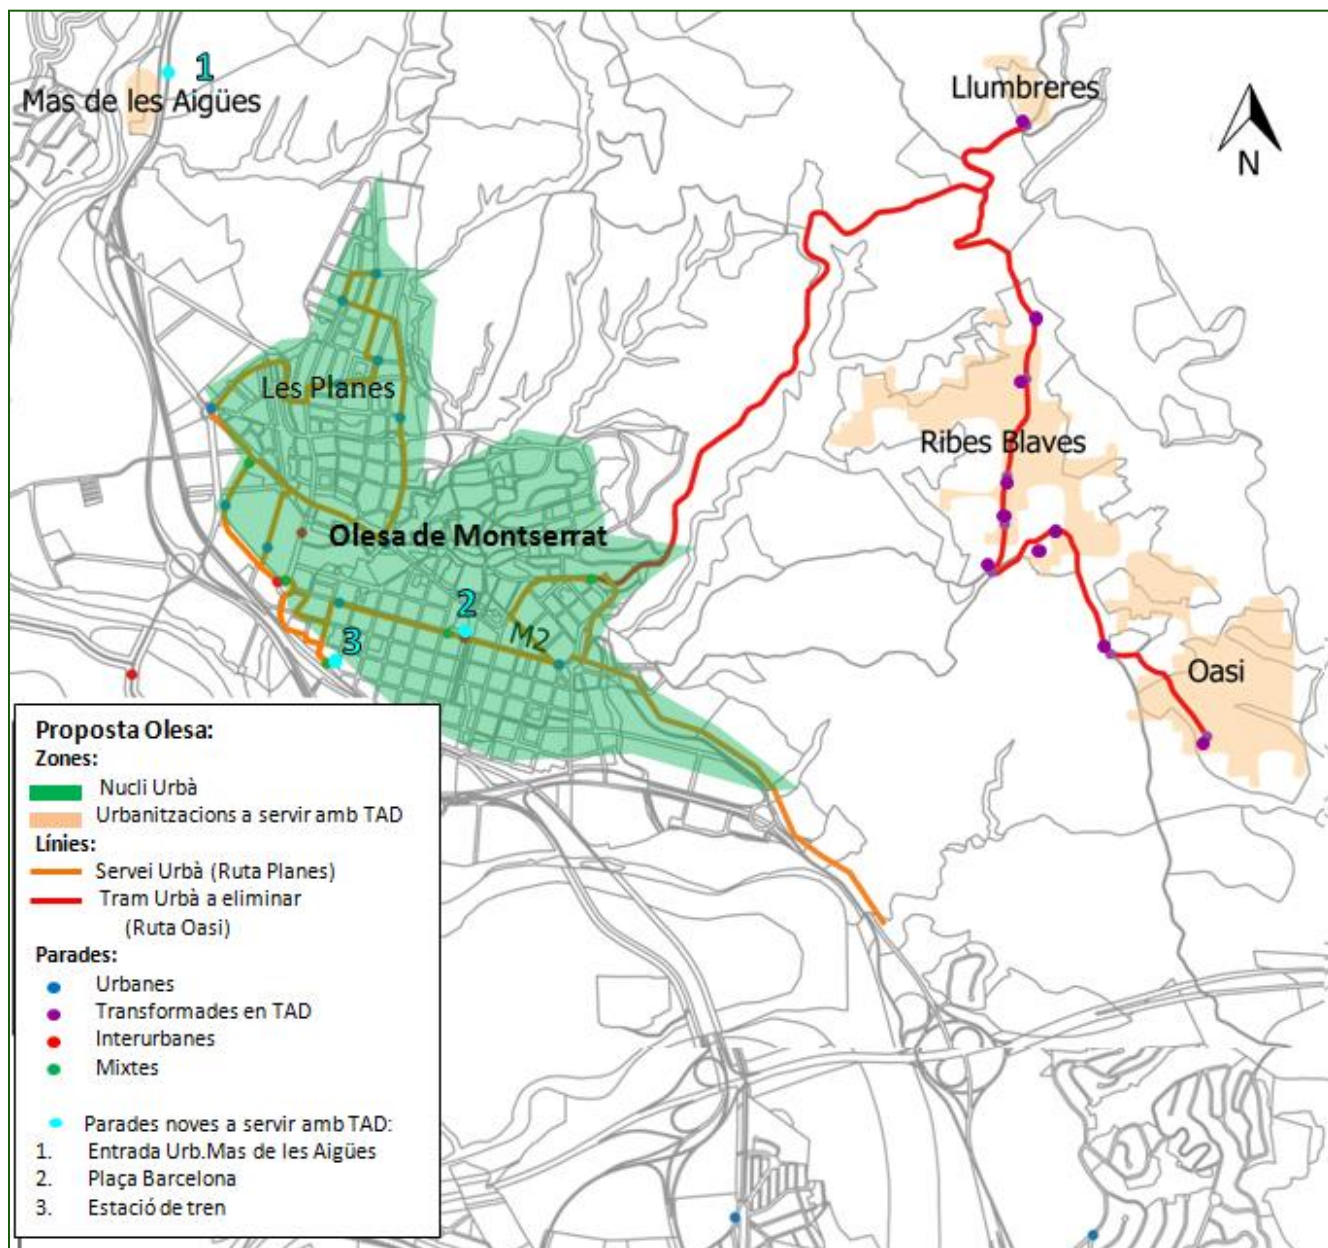 1
Mas de les Aigües
Llumbreres
N
Les Planes
Ribes Blaves
Olesa de Montserrat
2
M2
3
Oasi
Proposta Olesa:
Zones:
Nucli Urbà
Urbanitzacions a servir amb TAD
Línies:
Servei Urbà (Ruta Planes)
Tram Urbà a eliminar
(Ruta Oasi)
Parades:
Urbanes
Transformades en TAD
Interurbanes
Mixtes
Parades noves a servir amb TAD:
1. Entrada Urb.Mas de les Aigües
2. Plaça Barcelona
3. Estació de tren